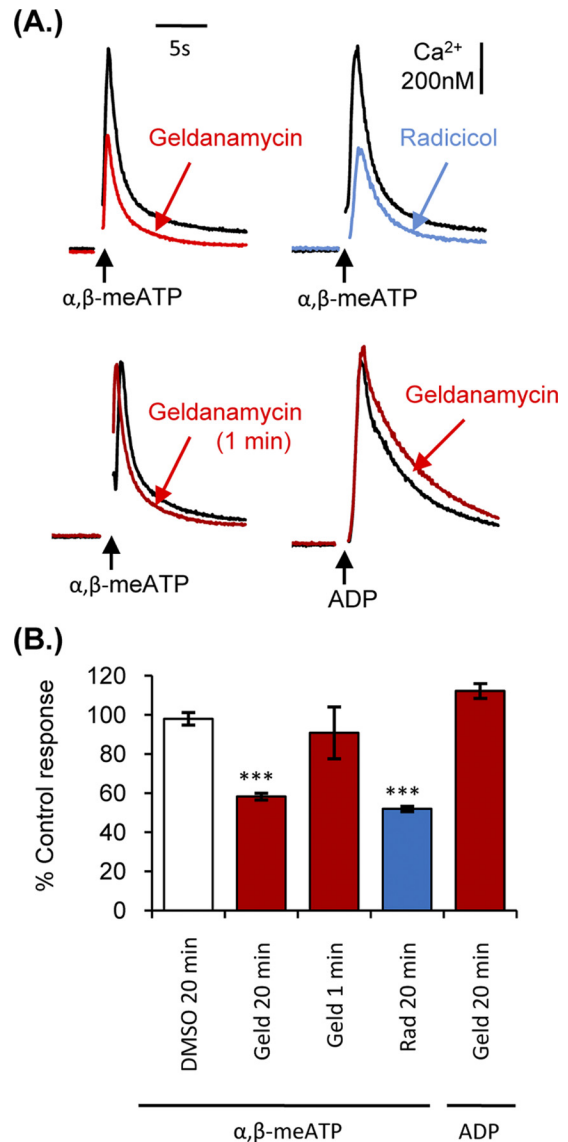 (A.)
5s
Ca²⁺
200nM
Geldanamycin
Radicicol
α,β-meATP
α,β-meATP
Geldanamycin
(1 min)
Geldanamycin
α,β-meATP
ADP
(B.)
% Control response
120
100
80
60
40
20
0
***
***
DMSO 20 min
Geld 20 min
Geld 1 min
Rad 20 min
Geld 20 min
α,β-meATP
ADP